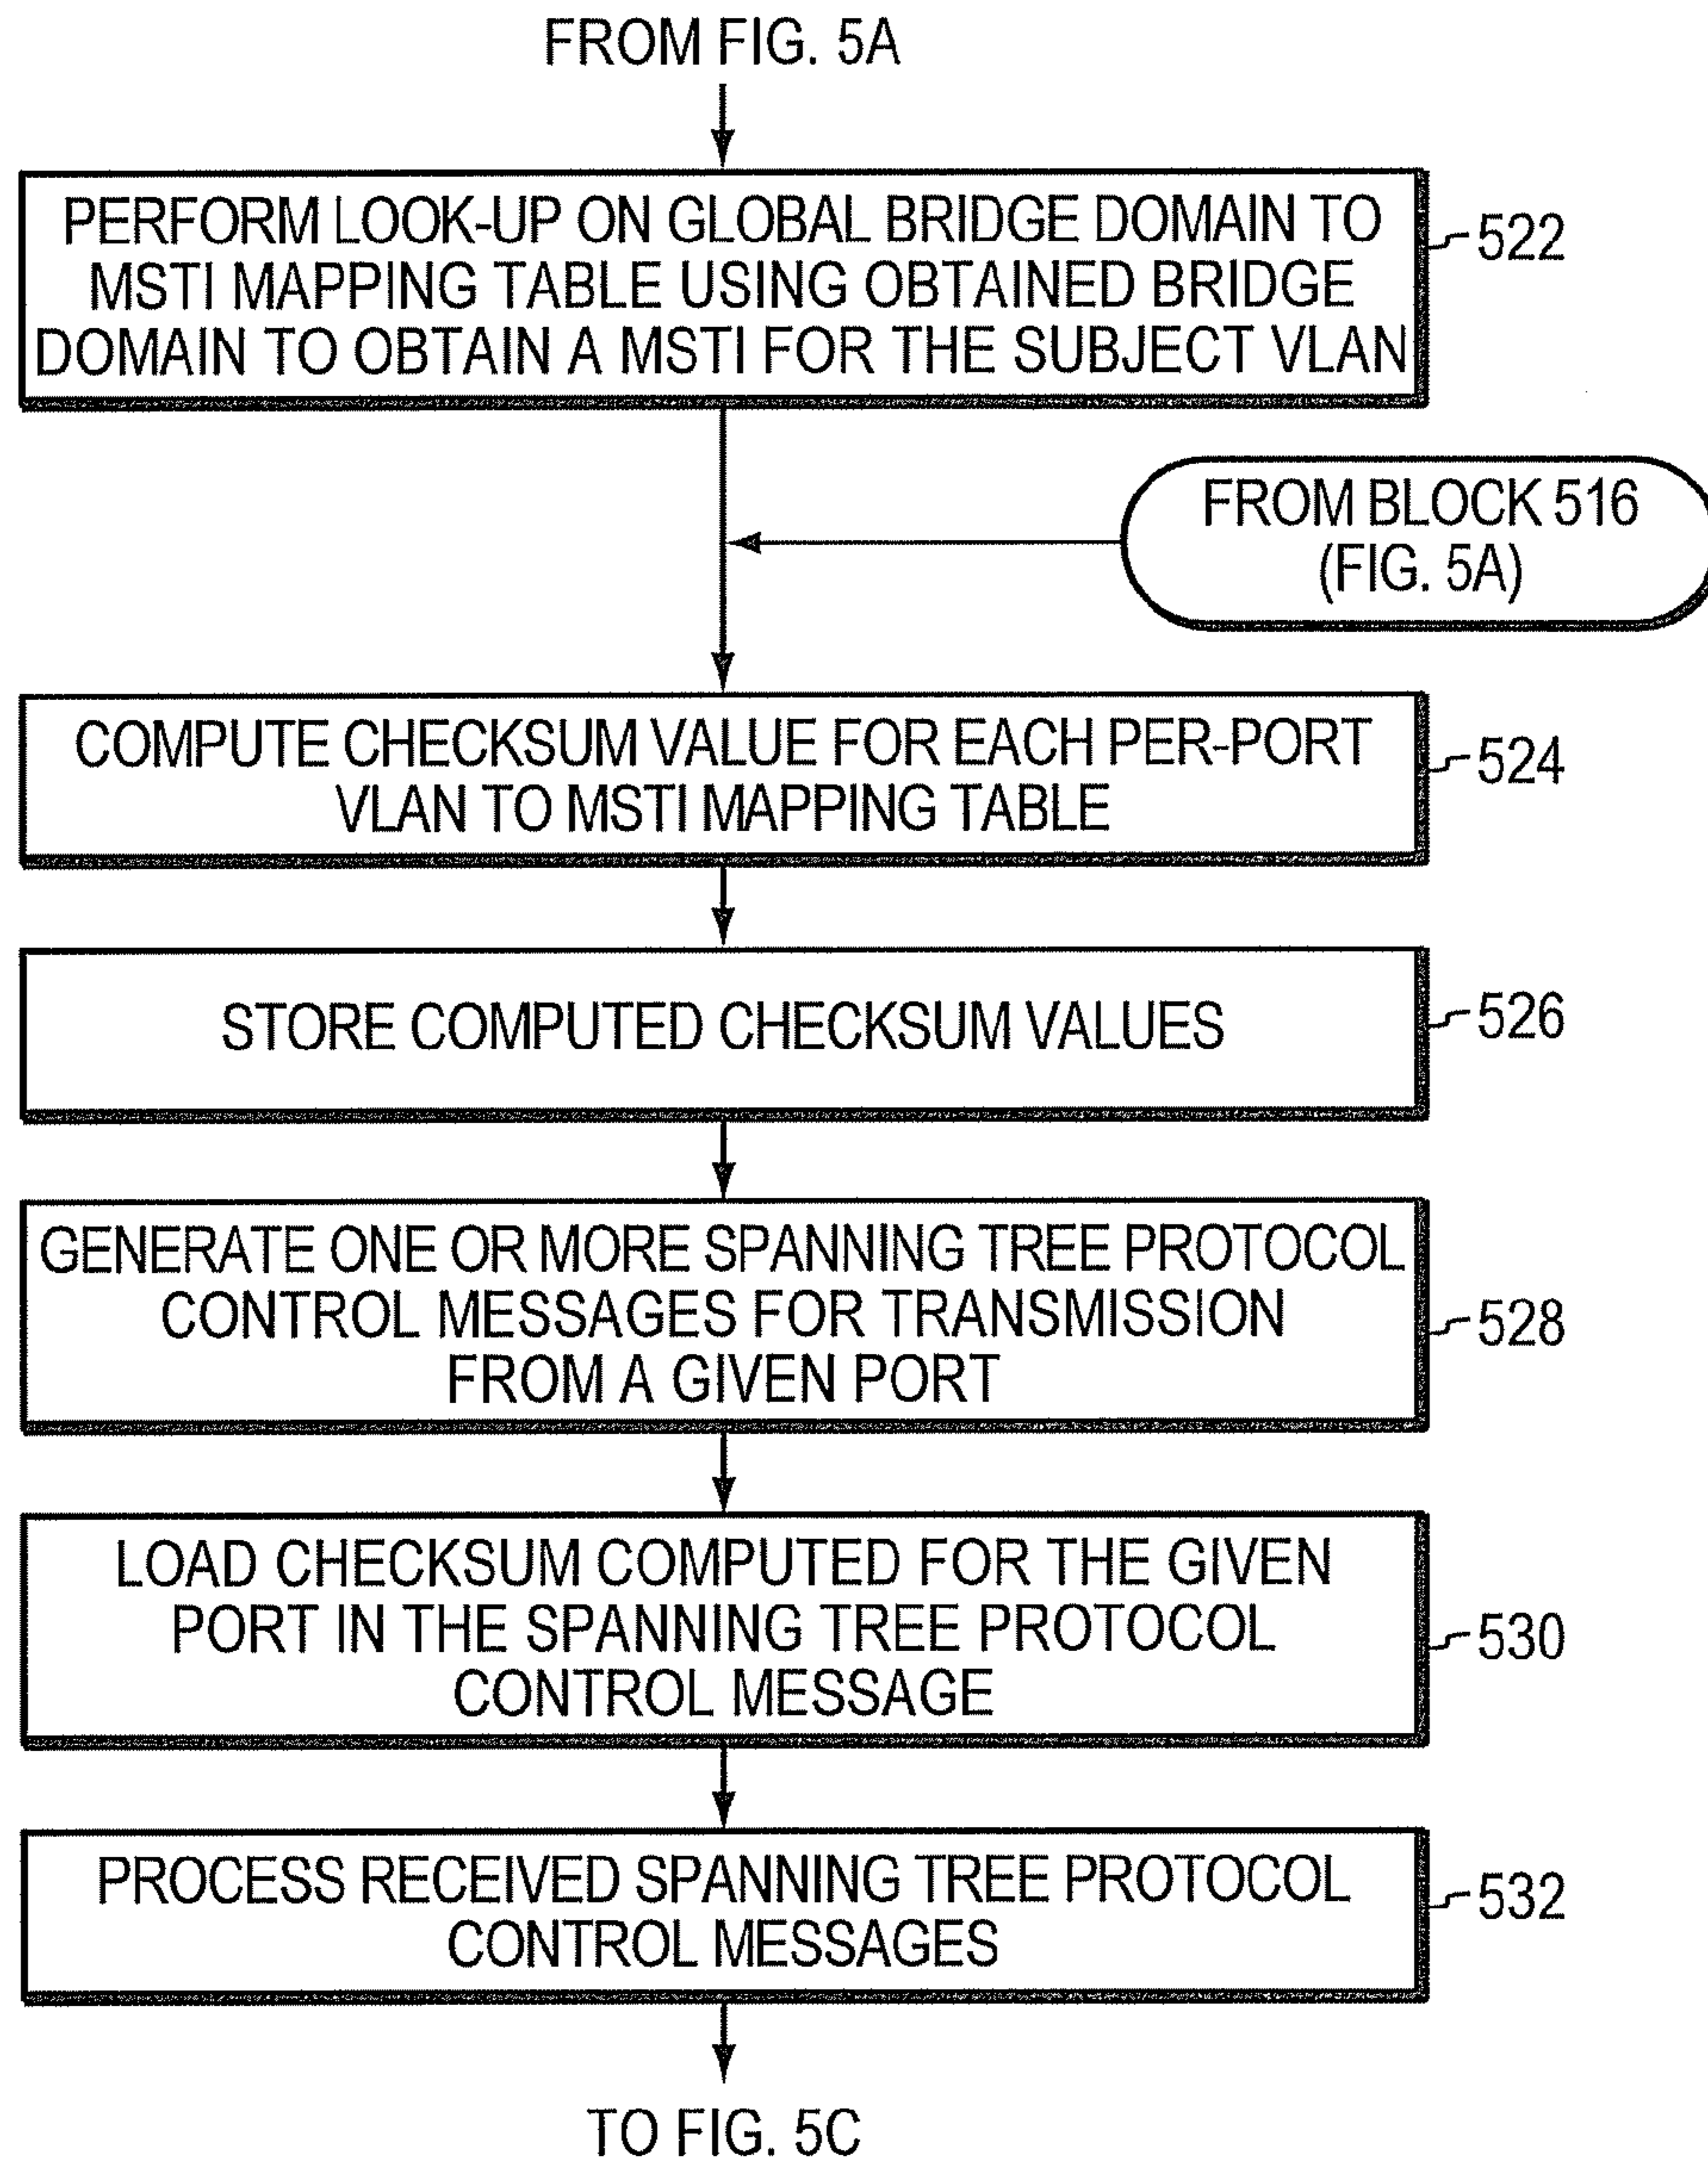 FROM FIG. 5A
PERFORM LOOK-UP ON GLOBAL BRIDGE DOMAIN TO
MSTI MAPPING TABLE USING OBTAINED BRIDGE
DOMAIN TO OBTAIN A MSTI FOR THE SUBJECT VLAN
522
FROM BLOCK 516
(FIG. 5A)
COMPUTE CHECKSUM VALUE FOR EACH PER-PORT
VLAN TO MSTI MAPPING TABLE
524
STORE COMPUTED CHECKSUM VALUES
526
GENERATE ONE OR MORE SPANNING TREE PROTOCOL
CONTROL MESSAGES FOR TRANSMISSION
FROM A GIVEN PORT
528
LOAD CHECKSUM COMPUTED FOR THE GIVEN
PORT IN THE SPANNING TREE PROTOCOL
CONTROL MESSAGE
530
PROCESS RECEIVED SPANNING TREE PROTOCOL
CONTROL MESSAGES
532
TO FIG. 5C